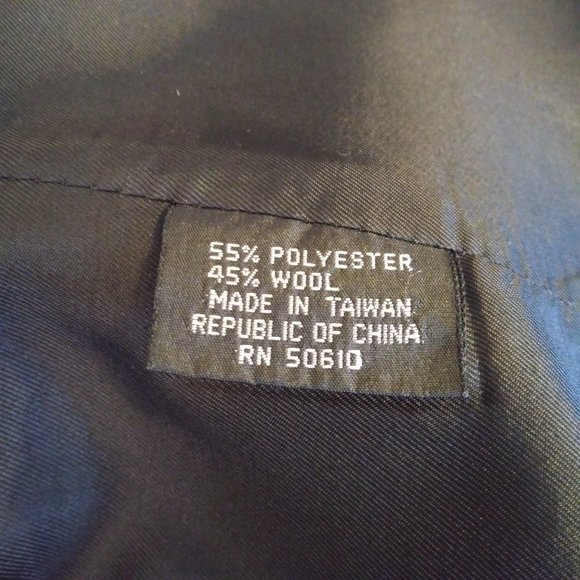 55% POLYESTER
45% WOOL
MADE IN TAIWAN
REPUBLIC OF CHINA
RN 50610